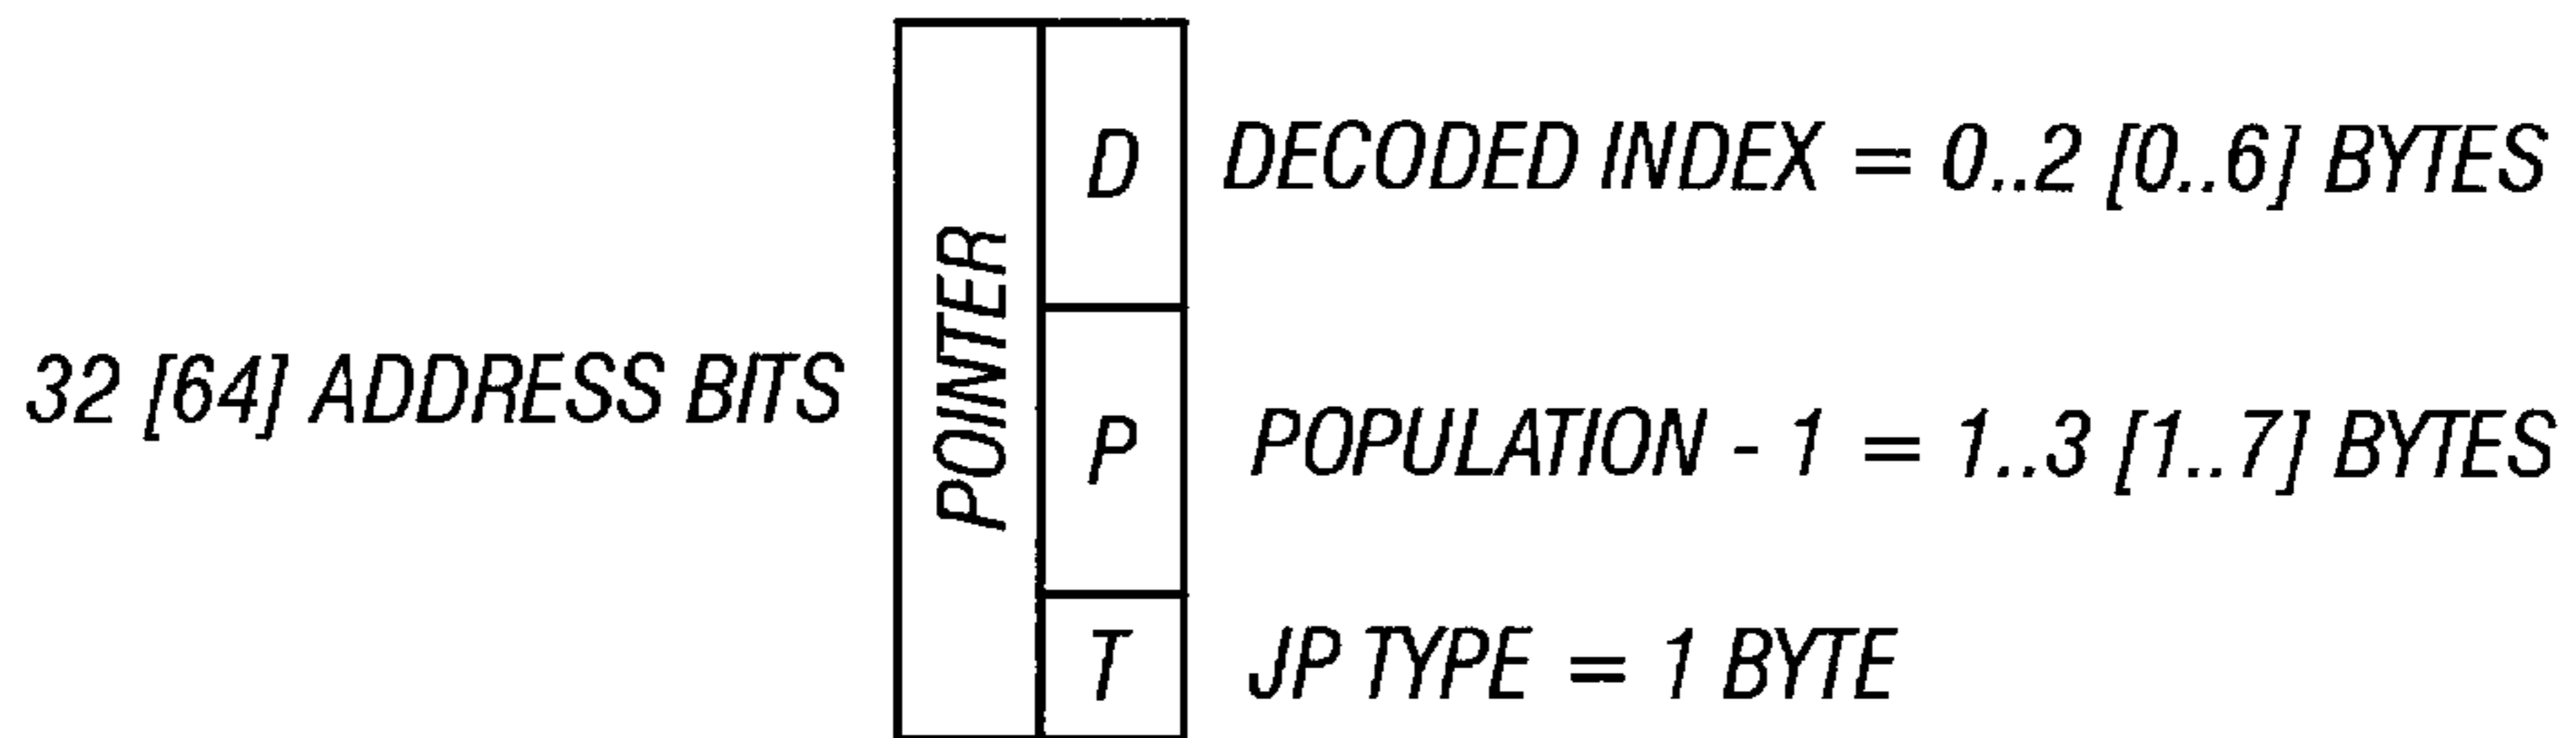 D DECODED INDEX = 0..2 [0..6] BYTES
32 [64] ADDRESS BITS
POINTER
P POPULATION - 1 = 1..3 [1..7] BYTES
T JP TYPE = 1 BYTE